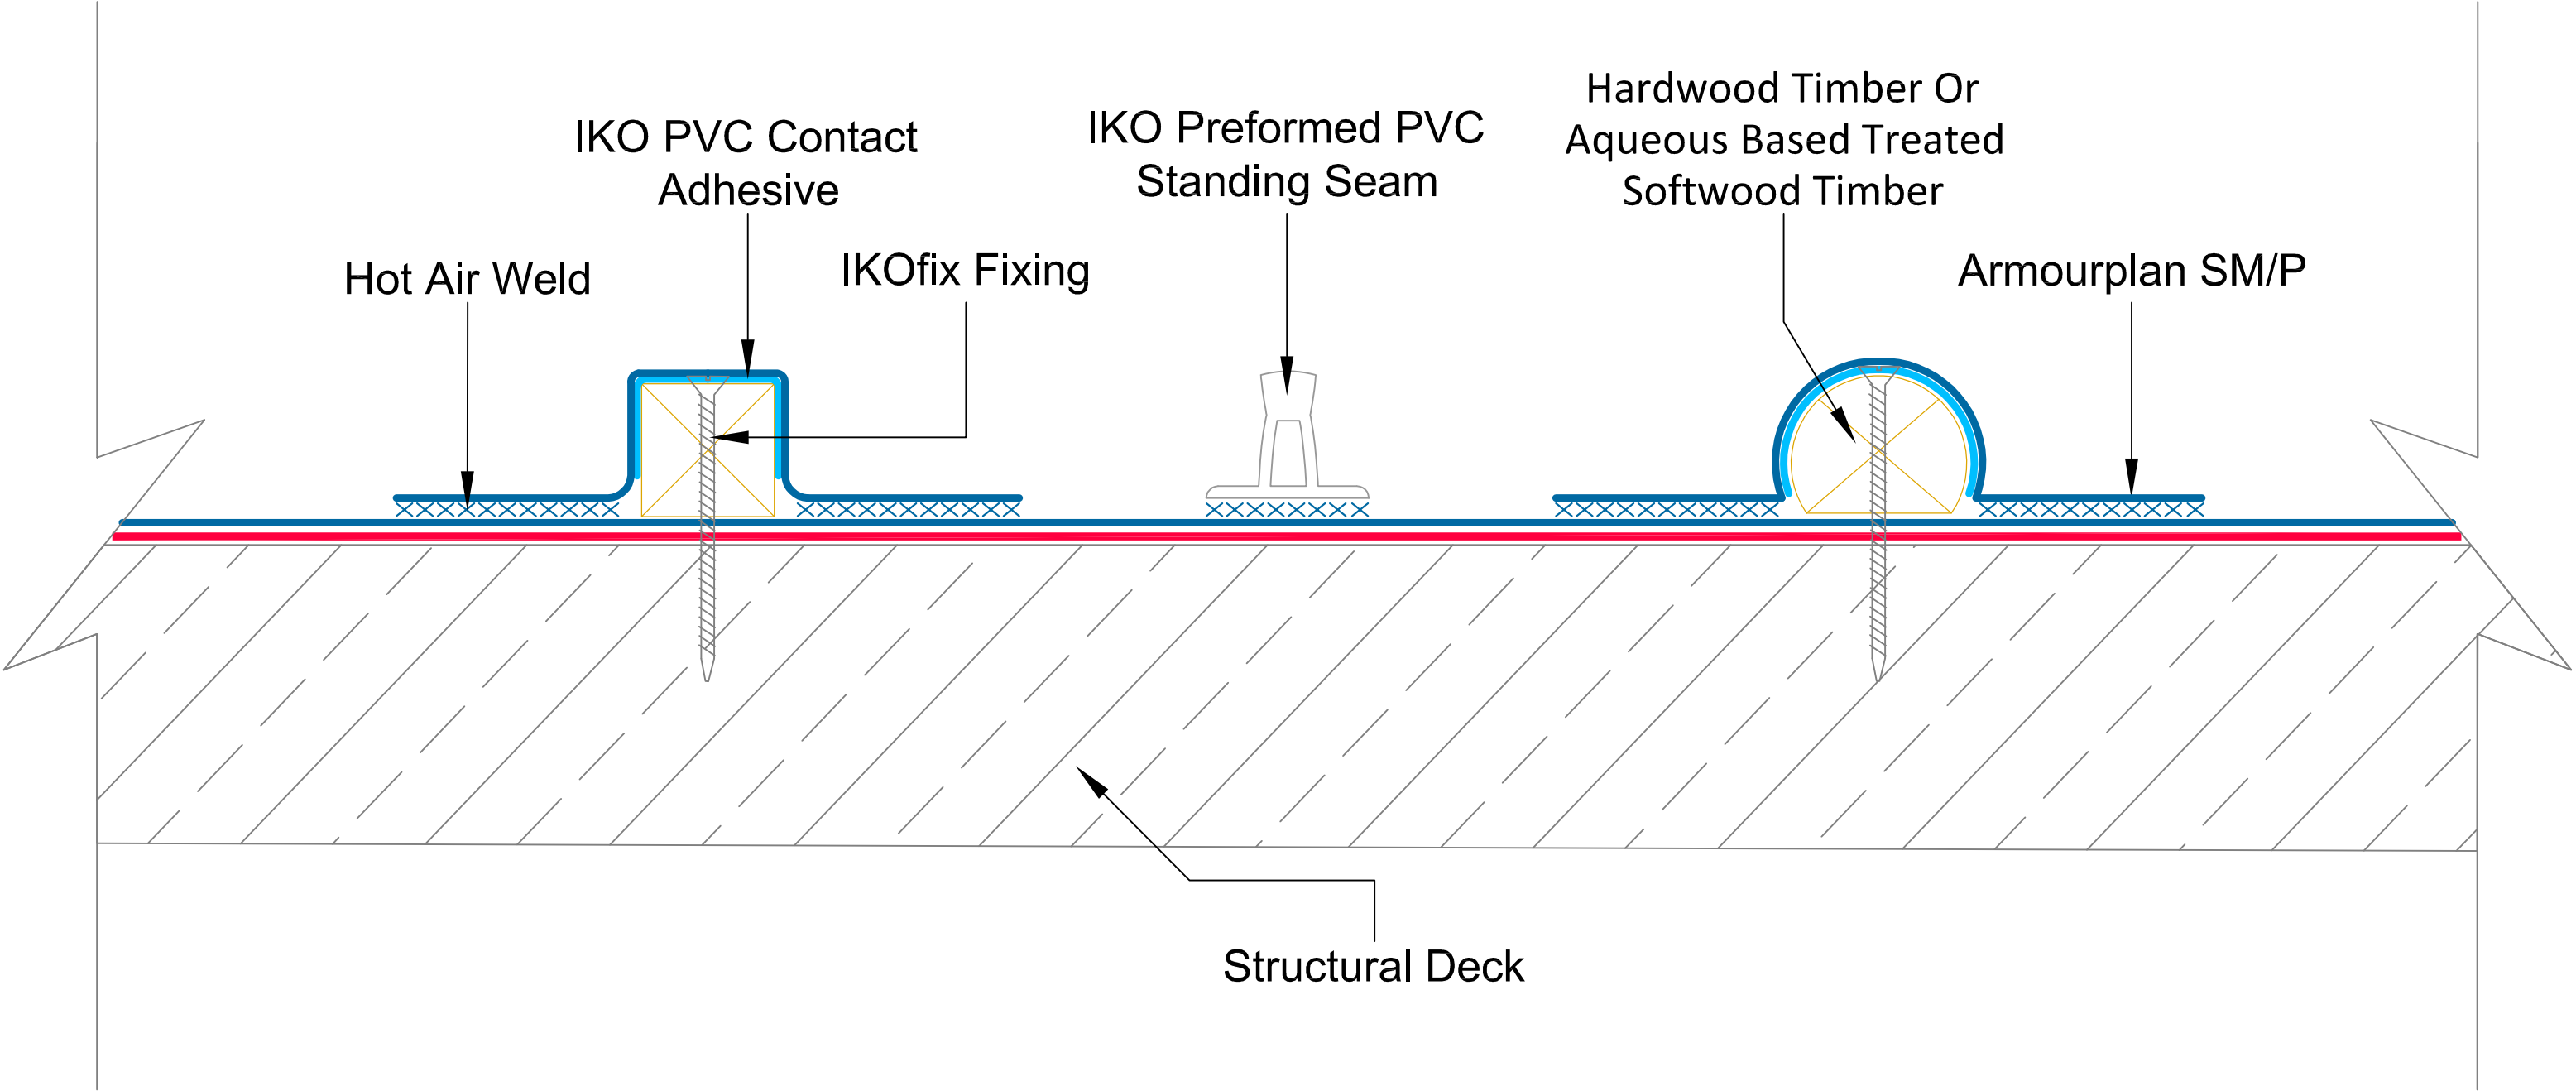 IKO PVC Contact
Adhesive
IKO Preformed PVC
Standing Seam
Hardwood Timber Or
Aqueous Based Treated
Softwood Timber
Hot Air Weld
IKOfix Fixing
Armourplan SM/P
Structural Deck